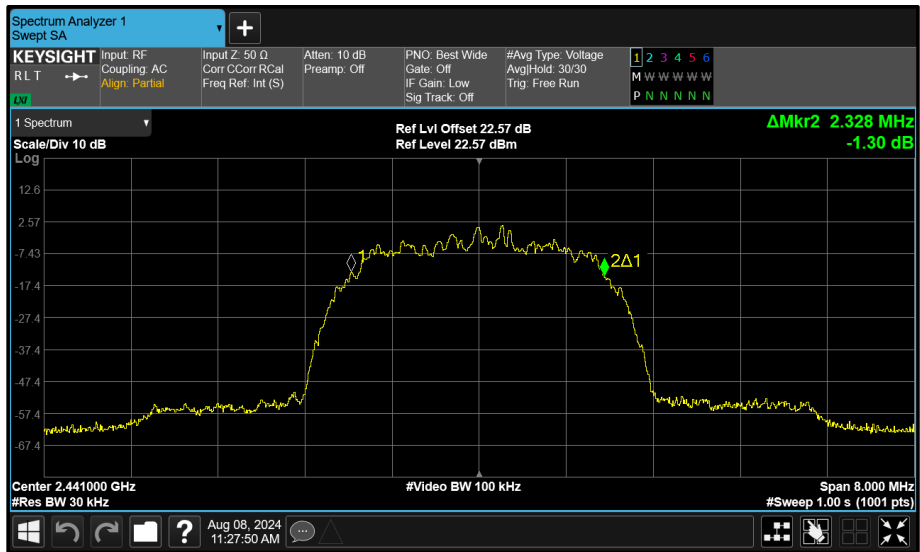 Spectrum Analyzer 1
Swept SA
+
KEYSIGHT
R L T
LXI
Input: RF
Coupling: AC
Align: Partial
Input Z: 50 Ω
Corr CCorr RCal
Freq Ref: Int (S)
Atten: 10 dB
Preamp: Off
PNO: Best Wide
Gate: Off
IF Gain: Low
Sig Track: Off
#Avg Type: Voltage
Avg|Hold: 30/30
Trig: Free Run
1 2 3 4 5 6
M W W W W W
P N N N N N
1 Spectrum
Scale/Div 10 dB
Ref Lvl Offset 22.57 dB
Ref Level 22.57 dBm
ΔMkr2 2.328 MHz
-1.30 dB
Log
12.6
2.57
-7.43
-17.4
-27.4
-37.4
-47.4
-57.4
-67.4
1
2Δ1
Center 2.441000 GHz
#Video BW 100 kHz
Span 8.000 MHz
#Res BW 30 kHz
#Sweep 1.00 s (1001 pts)
?
Aug 08, 2024
11:27:50 AM